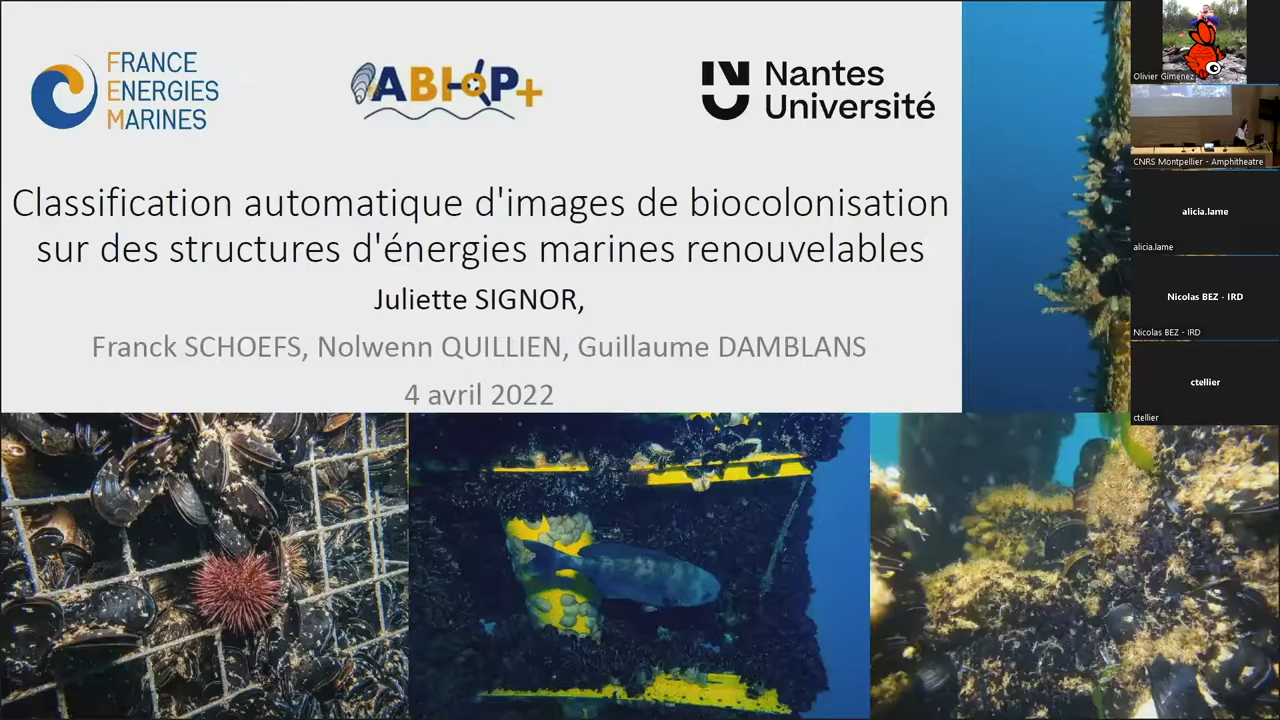 FRANCE
ENERGIES
MARINES
ABIOP+
Nantes
Université
Classification automatique d'images de biocolonisation
sur des structures d'énergies marines renouvelables
Juliette SIGNOR,
Franck SCHOEFS, Nolwenn QUILLIEN, Guillaume DAMBLANS
4 avril 2022
Olivier Gimenez
CNRS Montpellier - Amphitheatre
alicia.lame
alicia.lame
Nicolas BEZ - IRD
Nicolas BEZ - IRD
ctellier
ctellier